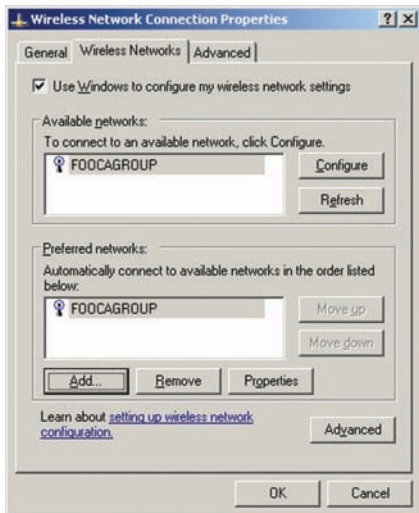 Wireless Network Connection Properties
General
Wireless Networks
Advanced
Use Windows to configure my wireless network settings
Available networks:
To connect to an available network, click Configure.
FOOCAGROUP
Configure
Refresh
Preferred networks:
Automatically connect to available networks in the order listed
below:
FOOCAGROUP
Move up
Move down
Add...
Remove
Properties
Learn about setting up wireless network
configuration.
Advanced
OK
Cancel